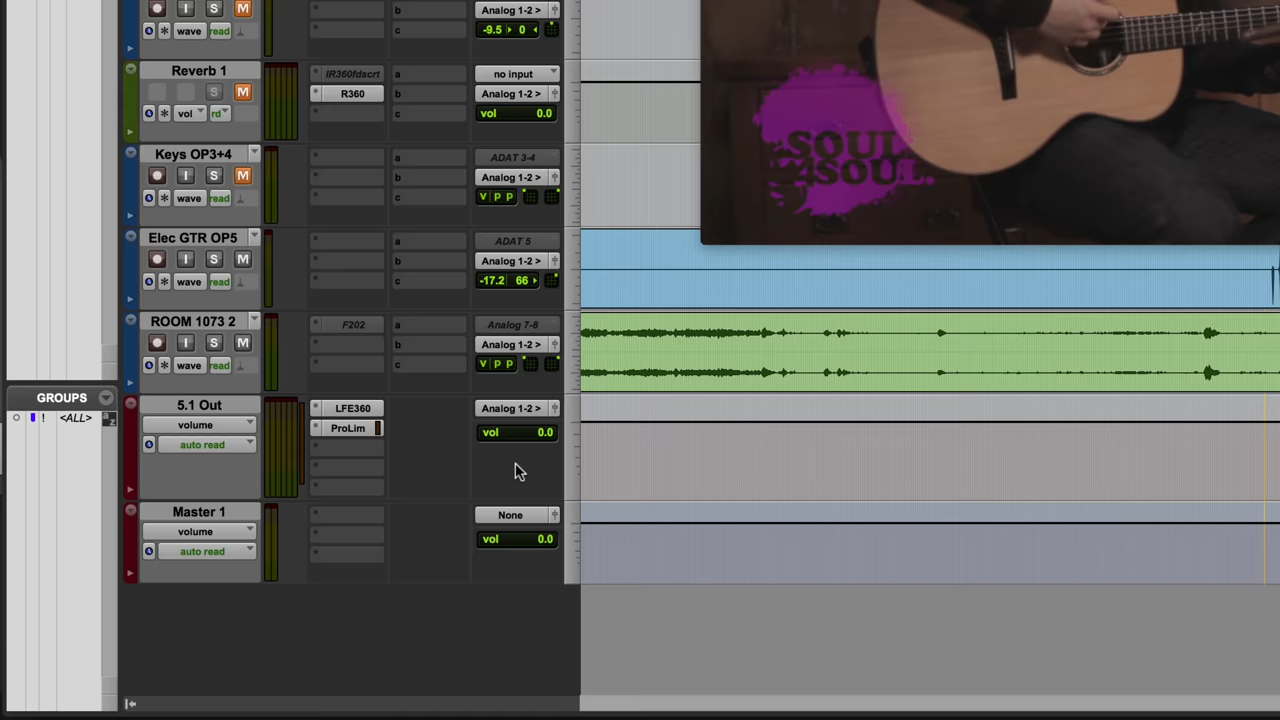 I S M
wave read
b Analog 1-2 >
c -9.5 0
Reverb 1
S M
vol rd
IR360fdscrt
R360
a no input
b Analog 1-2 >
c vol 0.0
Keys OP3+4
I S M
wave read
a ADAT 3-4
b Analog 1-2 >
c V P P
Elec GTR OP5
I S M
wave read
a ADAT 5
b Analog 1-2 >
c -17.2 66
ROOM 1073 2
I S M
wave read
F202
a Analog 7-8
b Analog 1-2 >
c V P P
GROUPS
! <ALL> a z
5.1 Out
volume
auto read
LFE360
ProLim
Analog 1-2 >
vol 0.0
Master 1
volume
auto read
None
vol 0.0
SOUL
4SOUL.